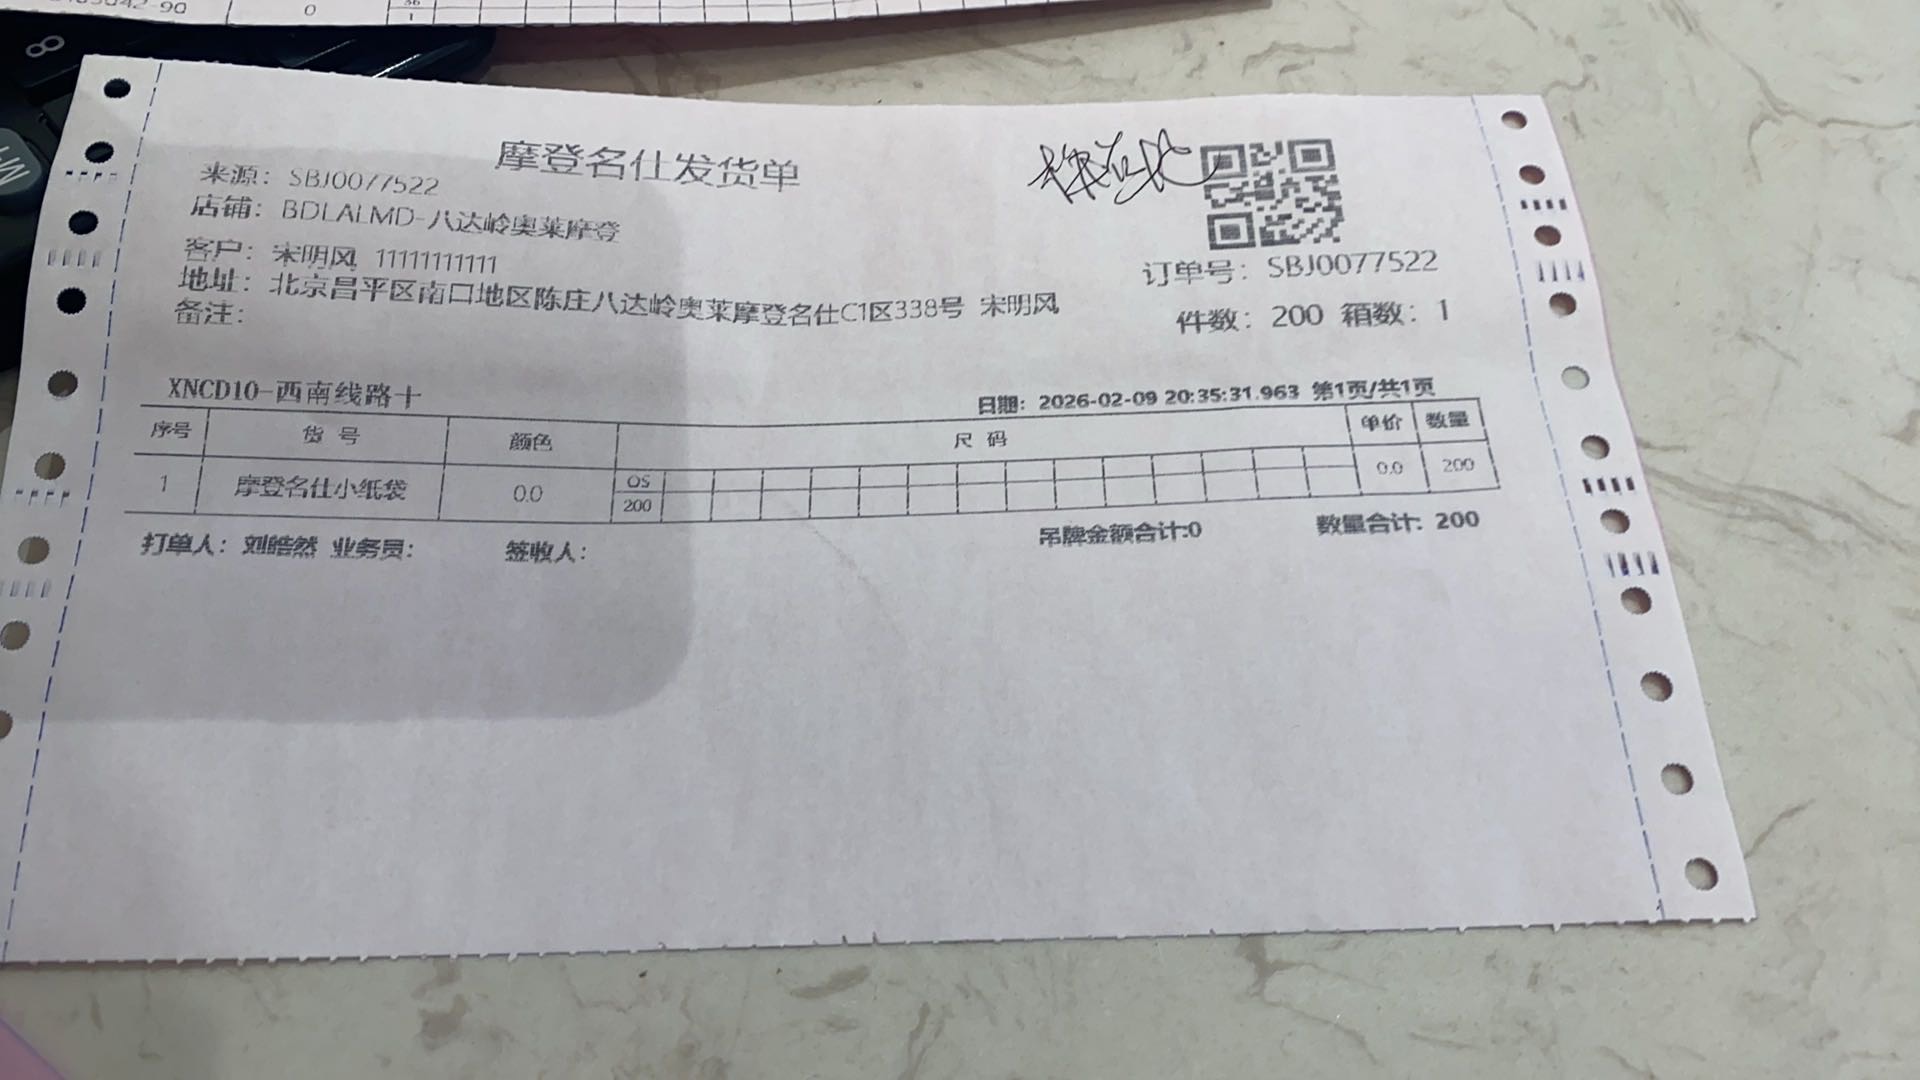 摩登名仕发货单
来源：SBJ0077522
店铺：BDLALMD-八达岭奥莱摩登
客户：宋明风 11111111111
地址：北京昌平区南口地区陈庄八达岭奥莱摩登名仕C1区338号 宋明风
备注：
订单号：SBJ0077522
件数：200 箱数：1
XNCD10-西南线路十
日期：2026-02-09 20:35:31.963 第1页/共1页
序号 货号 颜色 尺码 单价 数量
1 摩登名仕小纸袋 0.0 OS 0.0 200
200
打单人：刘皓然 业务员： 签收人： 吊牌金额合计:0 数量合计：200